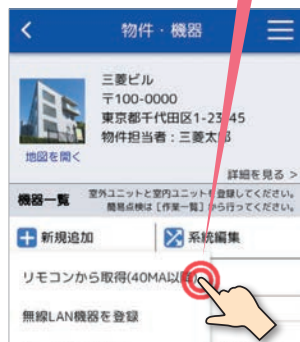 物件・機器
三菱ビル
〒100-0000
東京都千代田区1-23-45
物件担当者:三菱太郎
地図を開く
詳細を見る >
機器一覧 室外ユニットと室内ユニットを登録してください。
簡易点検は[作業一覧]から行ってください。
新規追加
系統編集
リモコンから取得(40MA以降)
無線LAN機器を登録